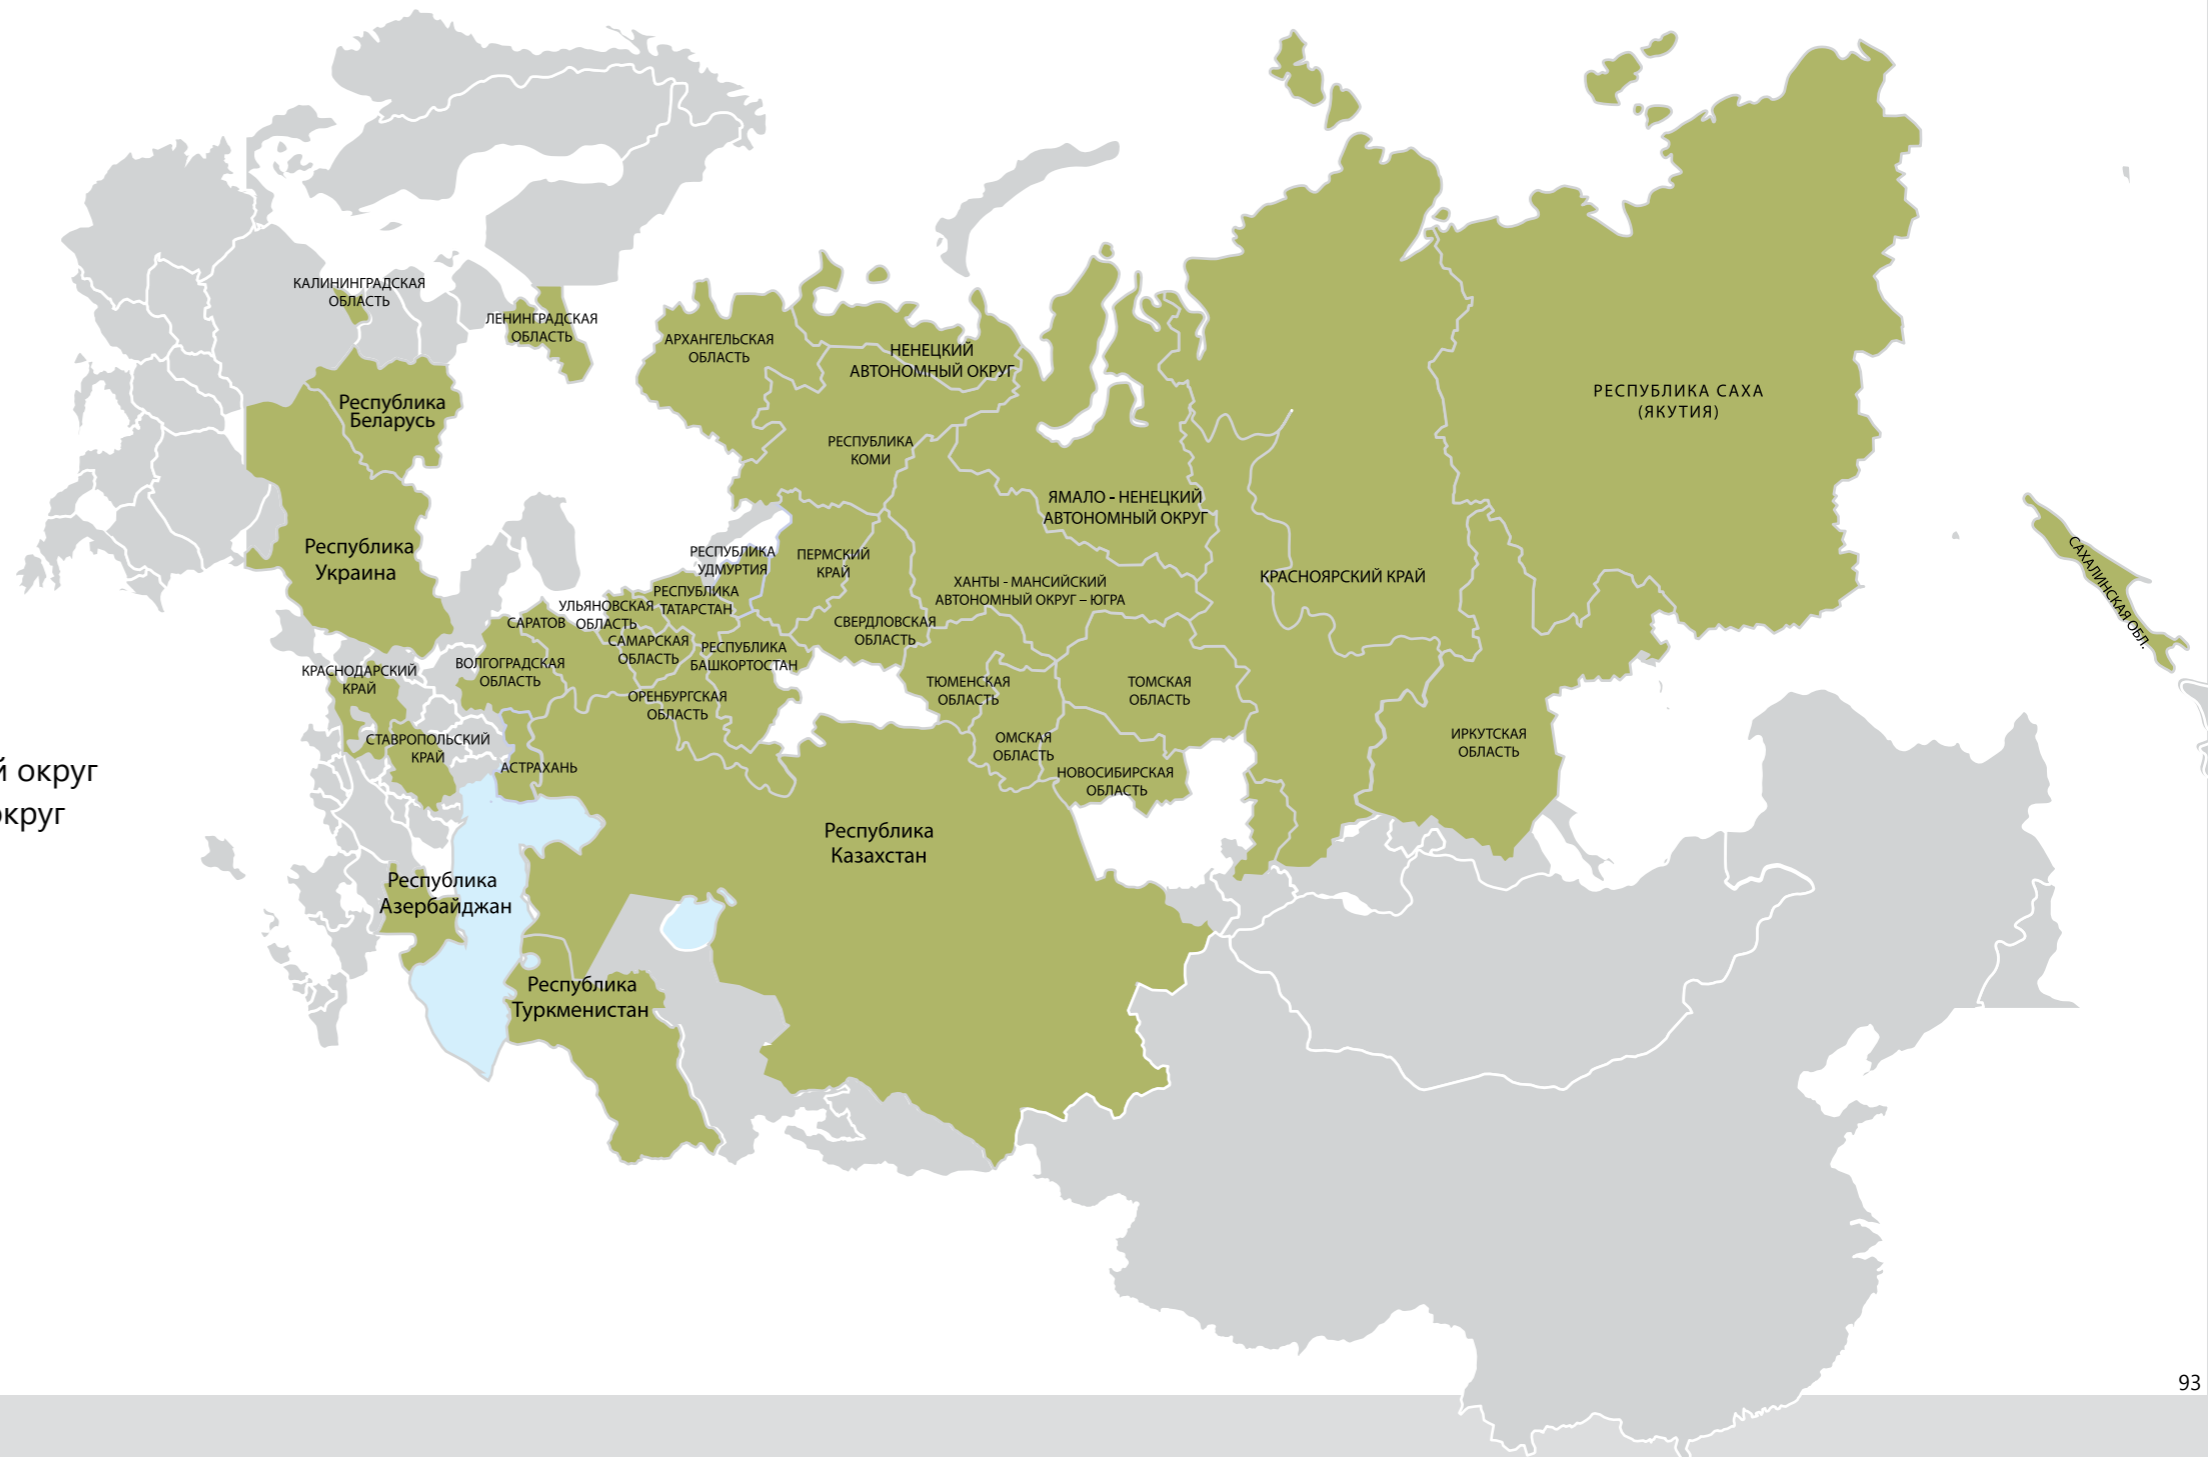 КАЛИНИНГРАДСКАЯ
ОБЛАСТЬ
ЛЕНИНГРАДСКАЯ
ОБЛАСТЬ
АРХАНГЕЛЬСКАЯ
ОБЛАСТЬ
НЕНЕЦКИЙ
АВТОНОМНЫЙ ОКРУГ
РЕСПУБЛИКА САХА
(ЯКУТИЯ)
Республика
Беларусь
РЕСПУБЛИКА
КОМИ
ЯМАЛО - НЕНЕЦКИЙ
АВТОНОМНЫЙ ОКРУГ
Республика
Украина
РЕСПУБЛИКА
УДМУРТИЯ
ПЕРМСКИЙ
КРАЙ
ХАНТЫ - МАНСИЙСКИЙ
АВТОНОМНЫЙ ОКРУГ – ЮГРА
КРАСНОЯРСКИЙ КРАЙ
САХАЛИНСКАЯ ОБЛ.
РЕСПУБЛИКА
ТАТАРСТАН
УЛЬЯНОВСКАЯ
ОБЛАСТЬ
САРАТОВ
СВЕРДЛОВСКАЯ
ОБЛАСТЬ
САМАРСКАЯ
ОБЛАСТЬ
РЕСПУБЛИКА
БАШКОРТОСТАН
КРАСНОДАРСКИЙ
КРАЙ
ВОЛГОГРАДСКАЯ
ОБЛАСТЬ
ОРЕНБУРГСКАЯ
ОБЛАСТЬ
ТЮМЕНСКАЯ
ОБЛАСТЬ
ТОМСКАЯ
ОБЛАСТЬ
СТАВРОПОЛЬСКИЙ
КРАЙ
АСТРАХАНЬ
ОМСКАЯ
ОБЛАСТЬ
НОВОСИБИРСКАЯ
ОБЛАСТЬ
ИРКУТСКАЯ
ОБЛАСТЬ
й округ
округ
Республика
Казахстан
Республика
Азербайджан
Республика
Туркменистан
93